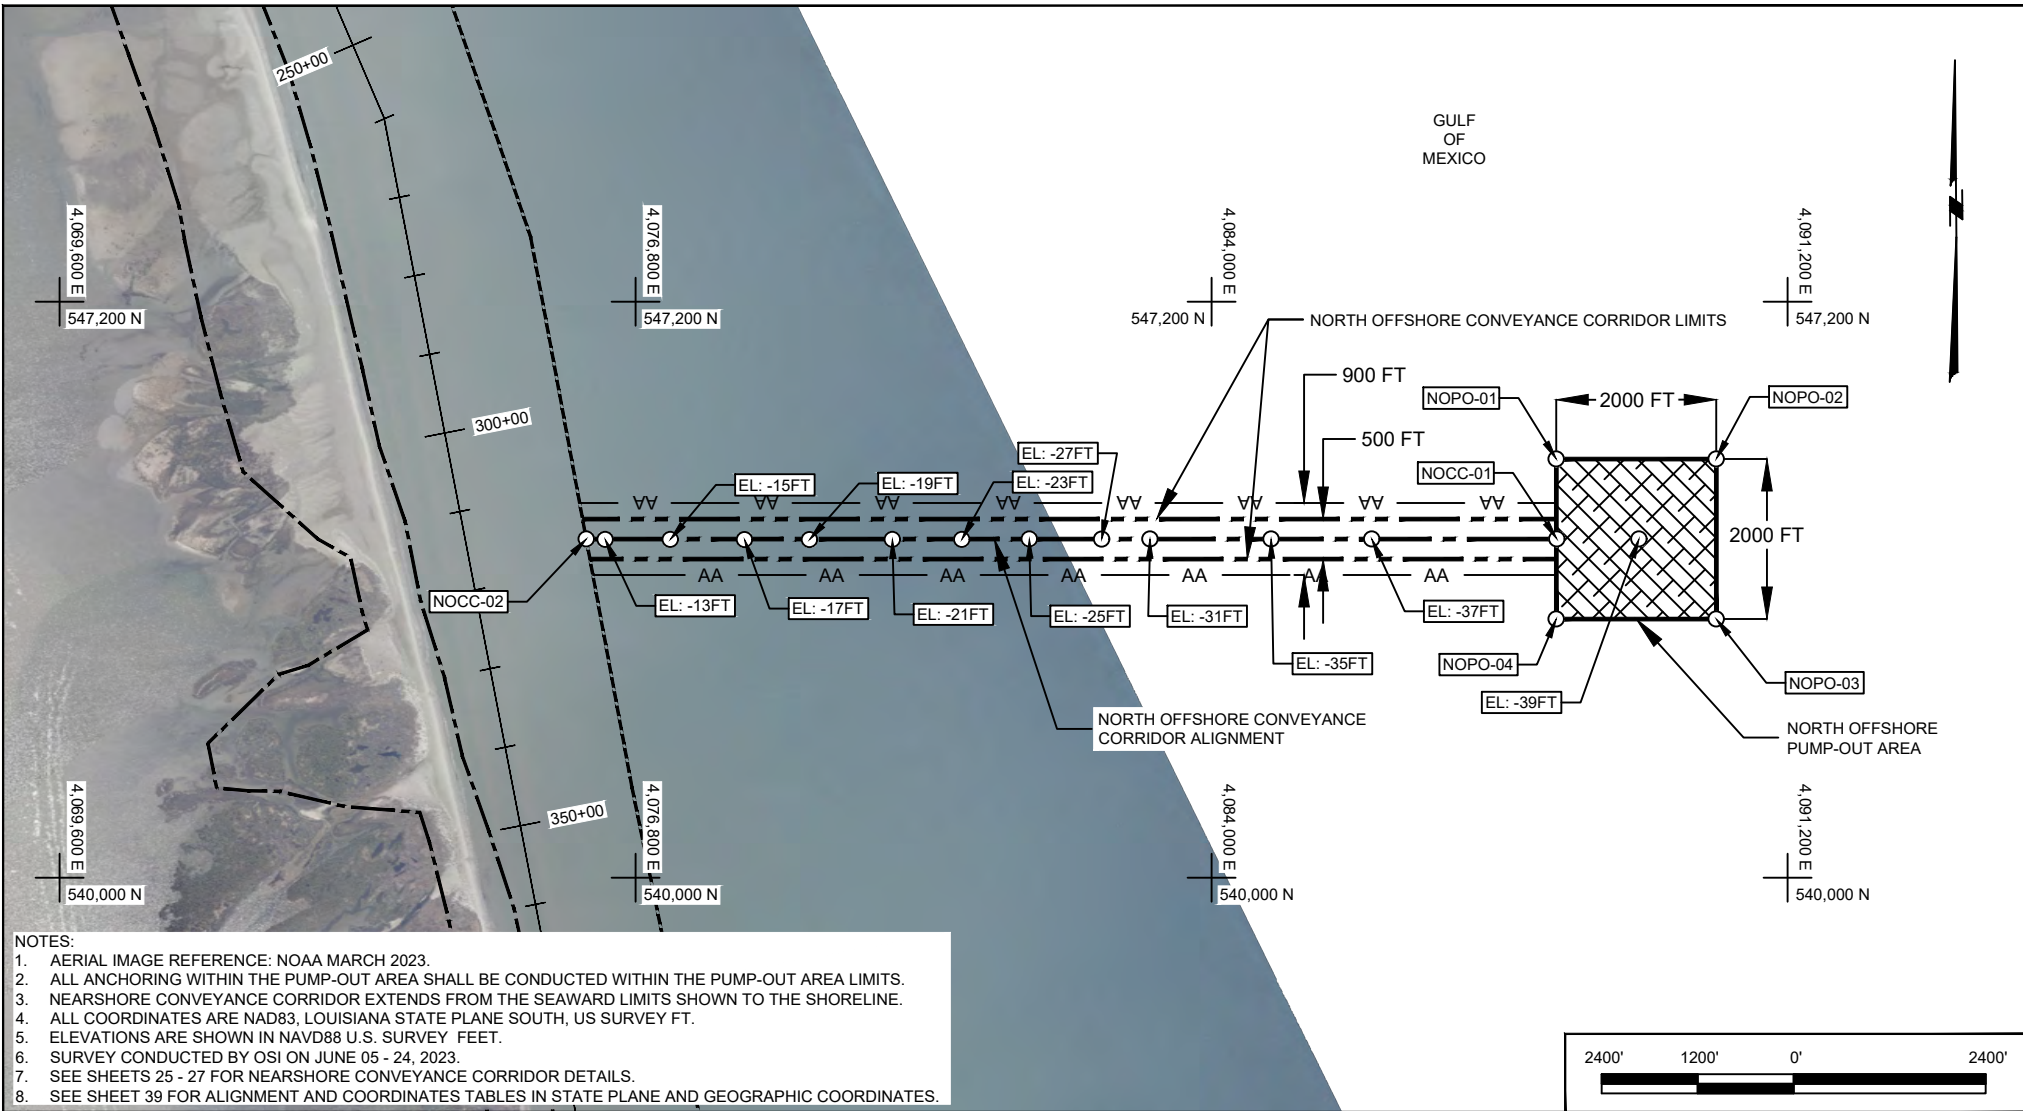 250+00
GULF
OF
MEXICO
4,069,600 E
547,200 N
4,076,800 E
547,200 N
4,084,000 E
547,200 N
4,091,200 E
547,200 N
NORTH OFFSHORE CONVEYANCE CORRIDOR LIMITS
900 FT
500 FT
NOPO-01
2000 FT
NOPO-02
300+00
EL: -27FT
NOCC-01
EL: -15FT
EL: -19FT
EL: -23FT
AA AA AA AA AA AA AA AA
2000 FT
AA AA AA AA AA AA AA
NOCC-02
EL: -13FT
EL: -17FT
EL: -21FT
EL: -25FT
EL: -31FT
EL: -37FT
EL: -35FT
NOPO-04
NOPO-03
EL: -39FT
NORTH OFFSHORE CONVEYANCE
CORRIDOR ALIGNMENT
NORTH OFFSHORE
PUMP-OUT AREA
350+00
4,069,600 E
540,000 N
4,076,800 E
540,000 N
4,084,000 E
540,000 N
4,091,200 E
540,000 N
NOTES:
1. AERIAL IMAGE REFERENCE: NOAA MARCH 2023.
2. ALL ANCHORING WITHIN THE PUMP-OUT AREA SHALL BE CONDUCTED WITHIN THE PUMP-OUT AREA LIMITS.
3. NEARSHORE CONVEYANCE CORRIDOR EXTENDS FROM THE SEAWARD LIMITS SHOWN TO THE SHORELINE.
4. ALL COORDINATES ARE NAD83, LOUISIANA STATE PLANE SOUTH, US SURVEY FT.
5. ELEVATIONS ARE SHOWN IN NAVD88 U.S. SURVEY FEET.
6. SURVEY CONDUCTED BY OSI ON JUNE 05 - 24, 2023.
7. SEE SHEETS 25 - 27 FOR NEARSHORE CONVEYANCE CORRIDOR DETAILS.
8. SEE SHEET 39 FOR ALIGNMENT AND COORDINATES TABLES IN STATE PLANE AND GEOGRAPHIC COORDINATES.
2400' 1200' 0' 2400'